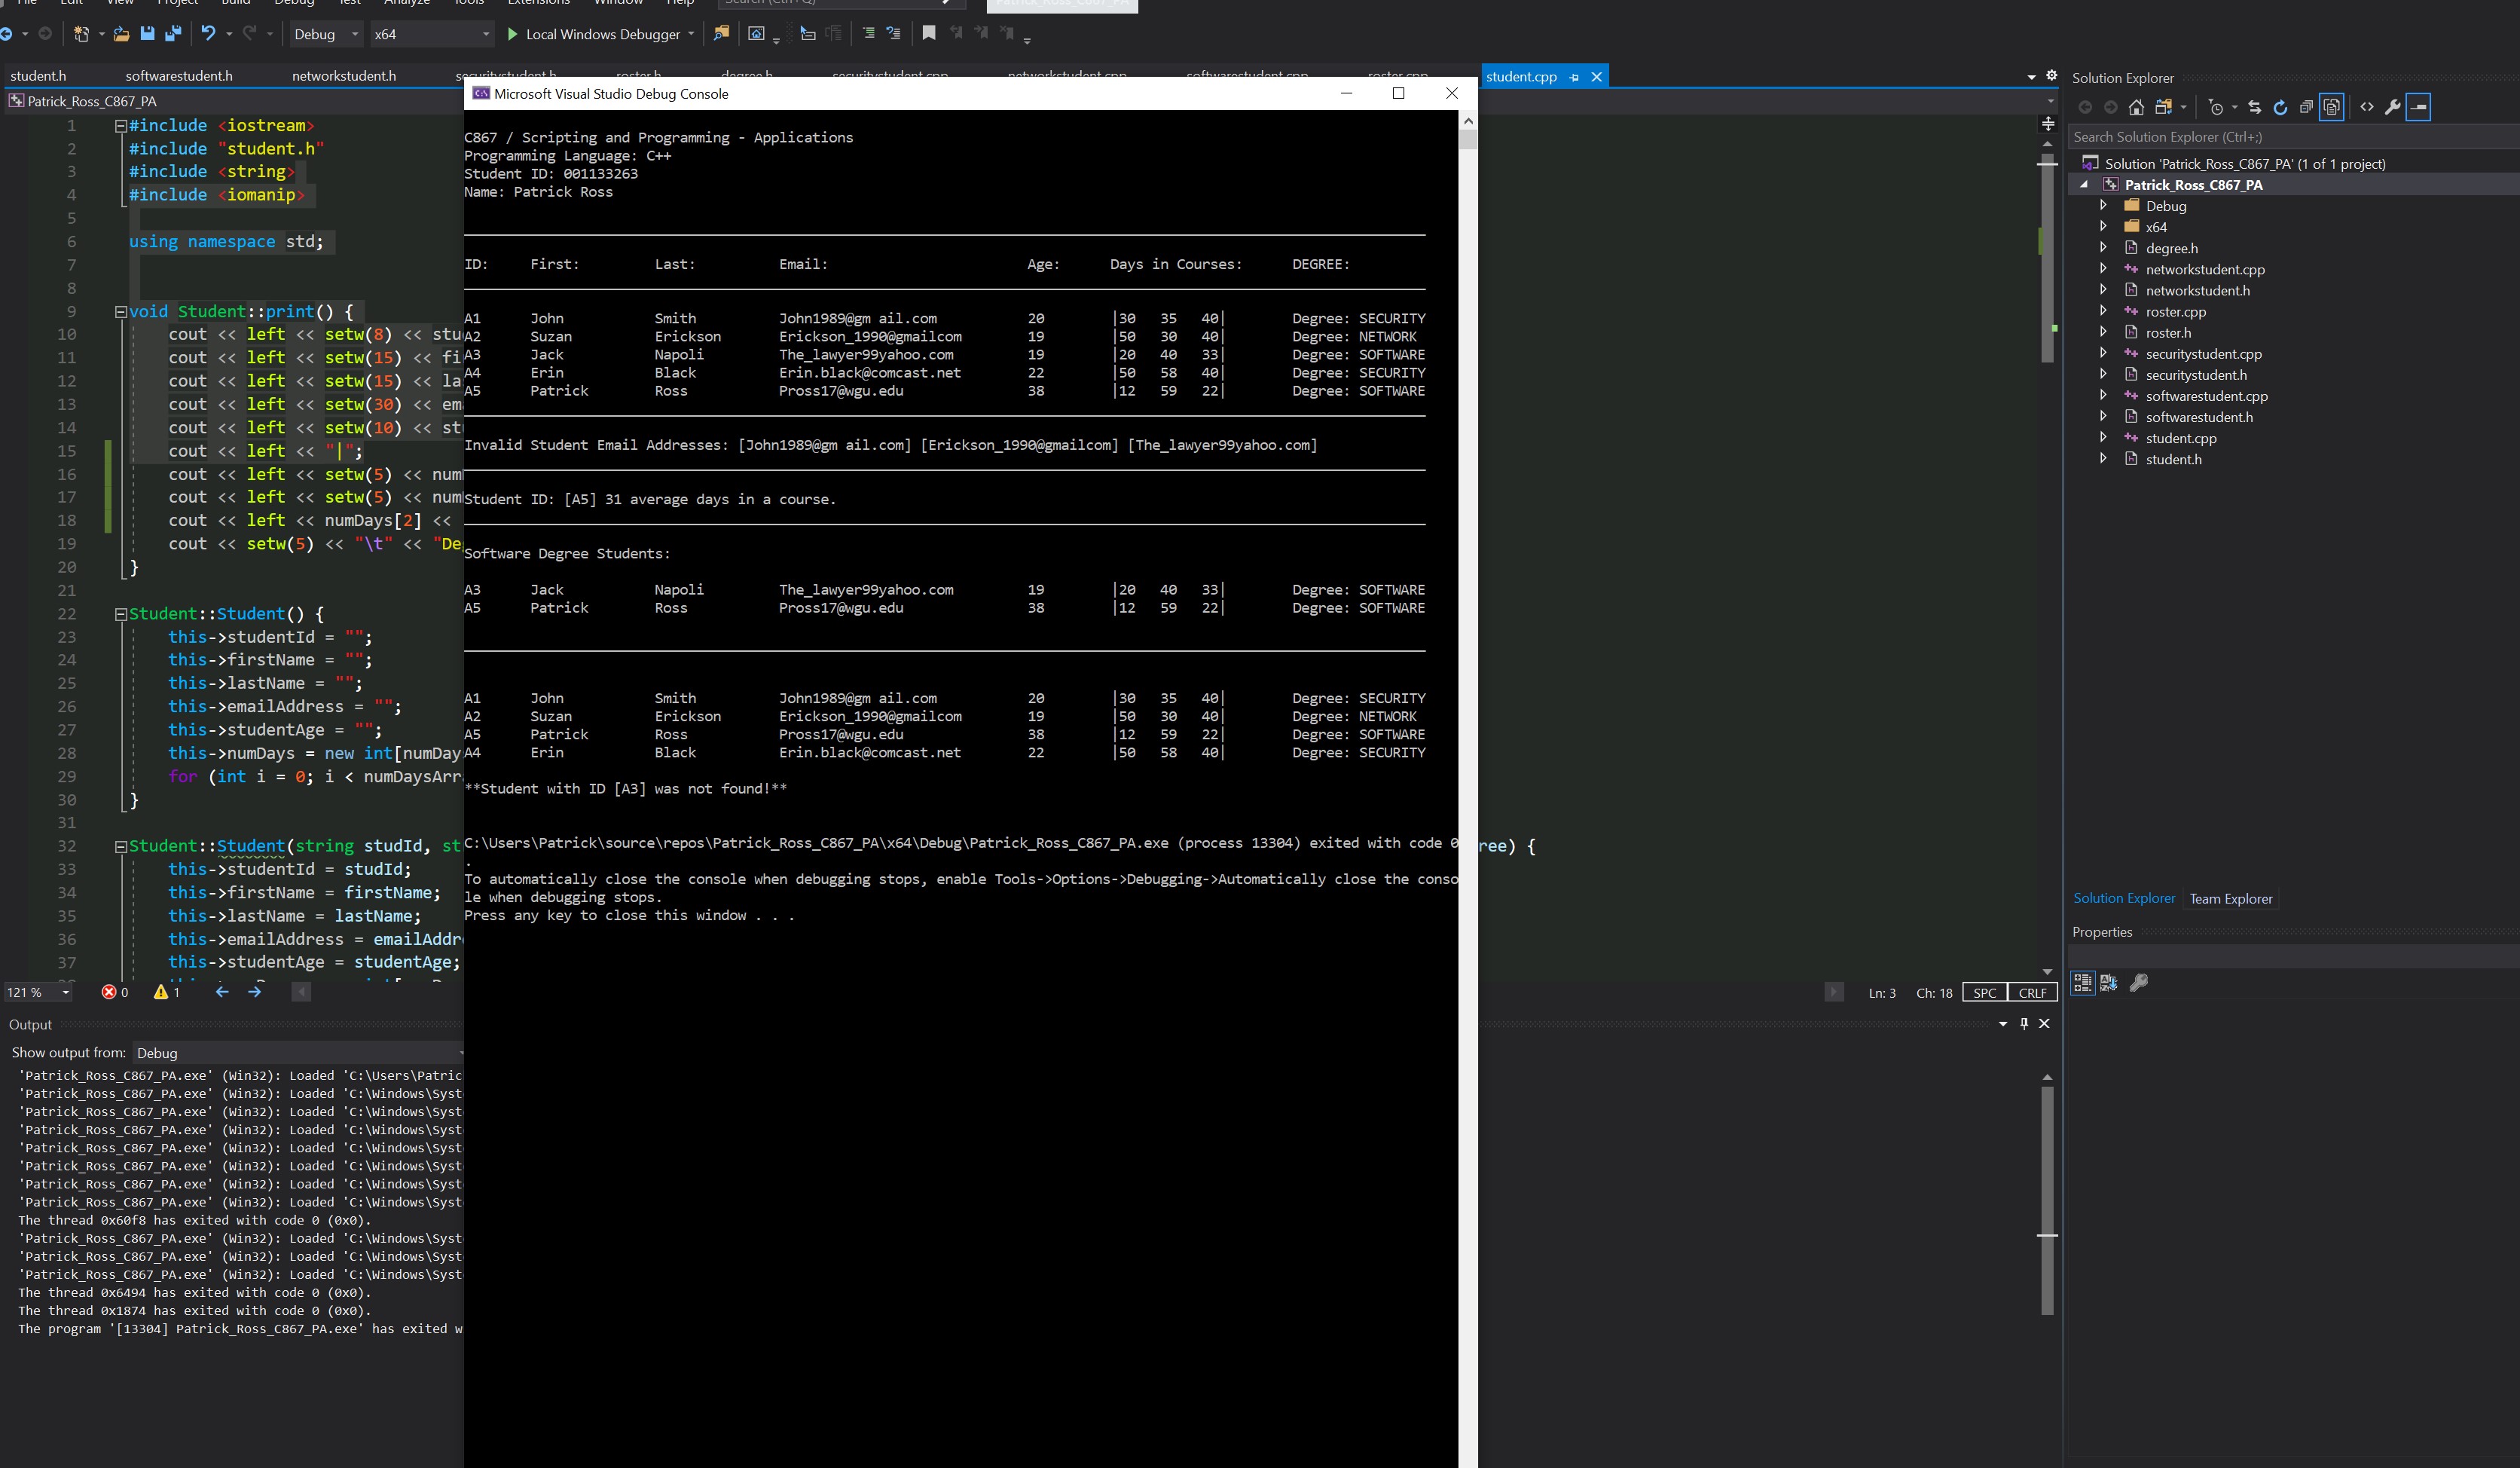 File Edit View Project Build Debug Test Analyze Tools Extensions Window Help Search (Ctrl+Q) Patrick_Ross_C867_PA
Debug x64 Local Windows Debugger
student.h softwarestudent.h networkstudent.h securitystudent.h roster.h degree.h securitystudent.cpp networkstudent.cpp softwarestudent.cpp roster.cpp student.cpp
Patrick_Ross_C867_PA
1 #include <iostream>
2 #include "student.h"
3 #include <string>
4 #include <iomanip>
5
6 using namespace std;
7
8
9 void Student::print() {
10 cout << left << setw(8) << stu
11 cout << left << setw(15) << fi
12 cout << left << setw(15) << la
13 cout << left << setw(30) << em
14 cout << left << setw(10) << stu
15 cout << left << "|";
16 cout << left << setw(5) << num
17 cout << left << setw(5) << num
18 cout << left << numDays[2] <<
19 cout << setw(5) << "\t" << "De
20 }
21
22 Student::Student() {
23 this->studentId = "";
24 this->firstName = "";
25 this->lastName = "";
26 this->emailAddress = "";
27 this->studentAge = "";
28 this->numDays = new int[numDay
29 for (int i = 0; i < numDaysArr
30 }
31
32 Student::Student(string studId, st
ree) {
33 this->studentId = studId;
34 this->firstName = firstName;
35 this->lastName = lastName;
36 this->emailAddress = emailAddr
37 this->studentAge = studentAge;
121 % 0 1
Ln: 3 Ch: 18 SPC CRLF
Microsoft Visual Studio Debug Console
C867 / Scripting and Programming - Applications
Programming Language: C++
Student ID: 001133263
Name: Patrick Ross
ID: First: Last: Email: Age: Days in Courses: DEGREE:
A1 John Smith John1989@gm ail.com 20 |30 35 40| Degree: SECURITY
A2 Suzan Erickson Erickson_1990@gmailcom 19 |50 30 40| Degree: NETWORK
A3 Jack Napoli The_lawyer99yahoo.com 19 |20 40 33| Degree: SOFTWARE
A4 Erin Black Erin.black@comcast.net 22 |50 58 40| Degree: SECURITY
A5 Patrick Ross Pross17@wgu.edu 38 |12 59 22| Degree: SOFTWARE
Invalid Student Email Addresses: [John1989@gm ail.com] [Erickson_1990@gmailcom] [The_lawyer99yahoo.com]
Student ID: [A5] 31 average days in a course.
Software Degree Students:
A3 Jack Napoli The_lawyer99yahoo.com 19 |20 40 33| Degree: SOFTWARE
A5 Patrick Ross Pross17@wgu.edu 38 |12 59 22| Degree: SOFTWARE
A1 John Smith John1989@gm ail.com 20 |30 35 40| Degree: SECURITY
A2 Suzan Erickson Erickson_1990@gmailcom 19 |50 30 40| Degree: NETWORK
A5 Patrick Ross Pross17@wgu.edu 38 |12 59 22| Degree: SOFTWARE
A4 Erin Black Erin.black@comcast.net 22 |50 58 40| Degree: SECURITY
**Student with ID [A3] was not found!**
C:\Users\Patrick\source\repos\Patrick_Ross_C867_PA\x64\Debug\Patrick_Ross_C867_PA.exe (process 13304) exited with code 0
.
To automatically close the console when debugging stops, enable Tools->Options->Debugging->Automatically close the conso
le when debugging stops.
Press any key to close this window . . .
Solution Explorer
Search Solution Explorer (Ctrl+;)
Solution 'Patrick_Ross_C867_PA' (1 of 1 project)
Patrick_Ross_C867_PA
Debug
x64
degree.h
networkstudent.cpp
networkstudent.h
roster.cpp
roster.h
securitystudent.cpp
securitystudent.h
softwarestudent.cpp
softwarestudent.h
student.cpp
student.h
Solution Explorer Team Explorer
Properties
Output
Show output from: Debug
'Patrick_Ross_C867_PA.exe' (Win32): Loaded 'C:\Users\Patric
'Patrick_Ross_C867_PA.exe' (Win32): Loaded 'C:\Windows\Syst
'Patrick_Ross_C867_PA.exe' (Win32): Loaded 'C:\Windows\Syst
'Patrick_Ross_C867_PA.exe' (Win32): Loaded 'C:\Windows\Syst
'Patrick_Ross_C867_PA.exe' (Win32): Loaded 'C:\Windows\Syst
'Patrick_Ross_C867_PA.exe' (Win32): Loaded 'C:\Windows\Syst
'Patrick_Ross_C867_PA.exe' (Win32): Loaded 'C:\Windows\Syst
'Patrick_Ross_C867_PA.exe' (Win32): Loaded 'C:\Windows\Syst
The thread 0x60f8 has exited with code 0 (0x0).
'Patrick_Ross_C867_PA.exe' (Win32): Loaded 'C:\Windows\Syst
'Patrick_Ross_C867_PA.exe' (Win32): Loaded 'C:\Windows\Syst
'Patrick_Ross_C867_PA.exe' (Win32): Loaded 'C:\Windows\Syst
The thread 0x6494 has exited with code 0 (0x0).
The thread 0x1874 has exited with code 0 (0x0).
The program '[13304] Patrick_Ross_C867_PA.exe' has exited w